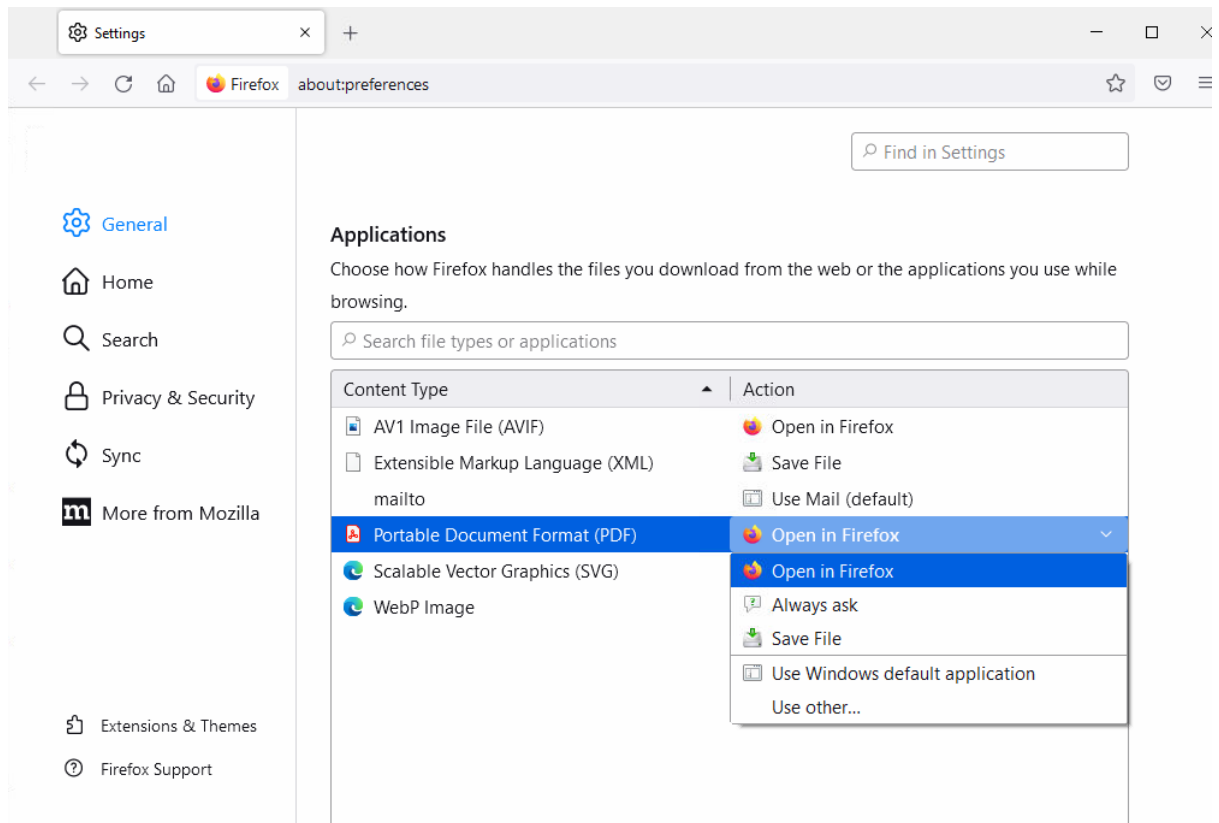 Settings
Firefox about:preferences
Find in Settings
General
Home
Search
Privacy & Security
Sync
m More from Mozilla
Extensions & Themes
Firefox Support
Applications
Choose how Firefox handles the files you download from the web or the applications you use while
browsing.
Search file types or applications
Content Type Action
AV1 Image File (AVIF) Open in Firefox
Extensible Markup Language (XML) Save File
mailto Use Mail (default)
Portable Document Format (PDF) Open in Firefox
Scalable Vector Graphics (SVG) Open in Firefox
WebP Image Always ask
Save File
Use Windows default application
Use other...